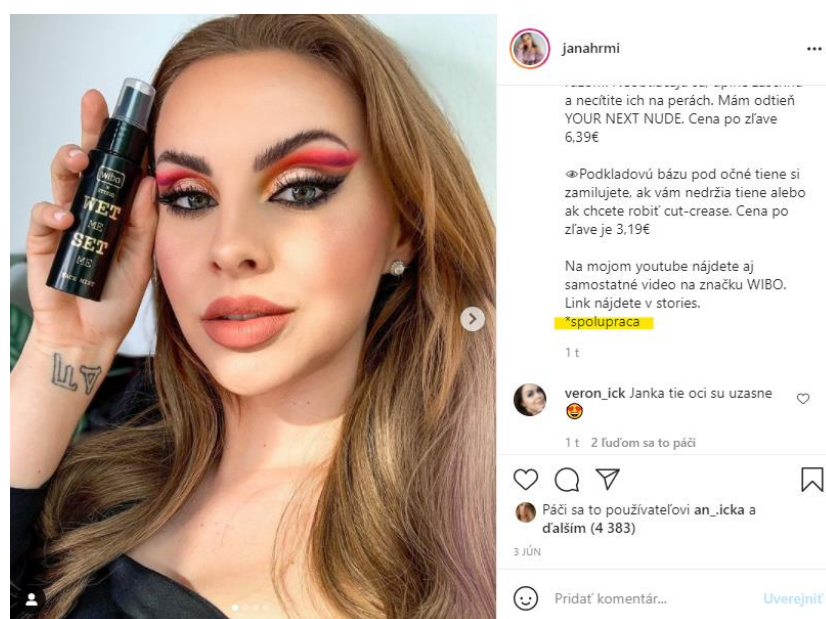 wibo
WET
ME
SET
ME
FACE MIST
janahrmi
a necítite ich na perách. Mám odtieň
YOUR NEXT NUDE. Cena po zľave
6,39€
Podkladovú bázu pod očné tiene si
zamilujete, ak vám nedržia tiene alebo
ak chcete robiť cut-crease. Cena po
zľave je 3,19€
Na mojom youtube nájdete aj
samostatné video na značku WIBO.
Link nájdete v stories.
*spolupraca
1 t
veron_ick Janka tie oci su uzasne
1 t 2 ľuďom sa to páči
Páči sa to používateľovi an_.icka a
ďalším (4 383)
3 JÚN
Pridať komentár...
Uverejniť